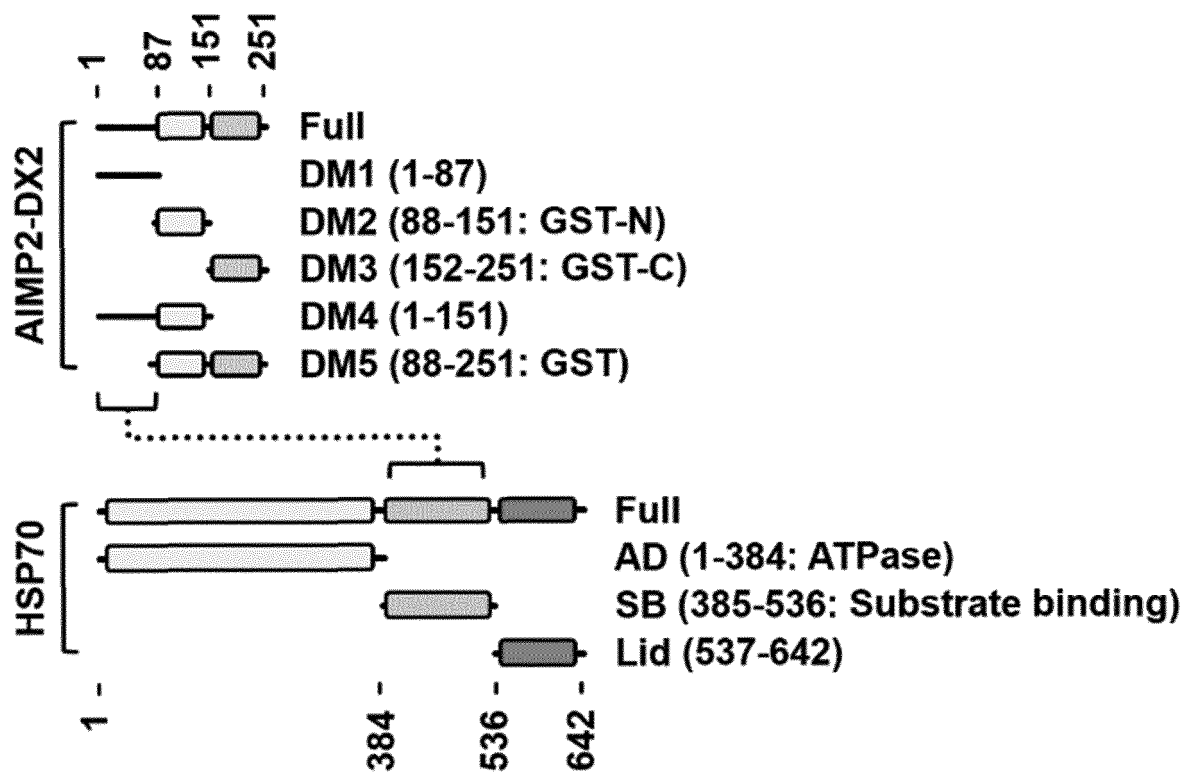 1 87 151 251
AIMP2-DX2
Full
DM1 (1-87)
DM2 (88-151: GST-N)
DM3 (152-251: GST-C)
DM4 (1-151)
DM5 (88-251: GST)
HSP70
Full
AD (1-384: ATPase)
SB (385-536: Substrate binding)
Lid (537-642)
1 384 536 642